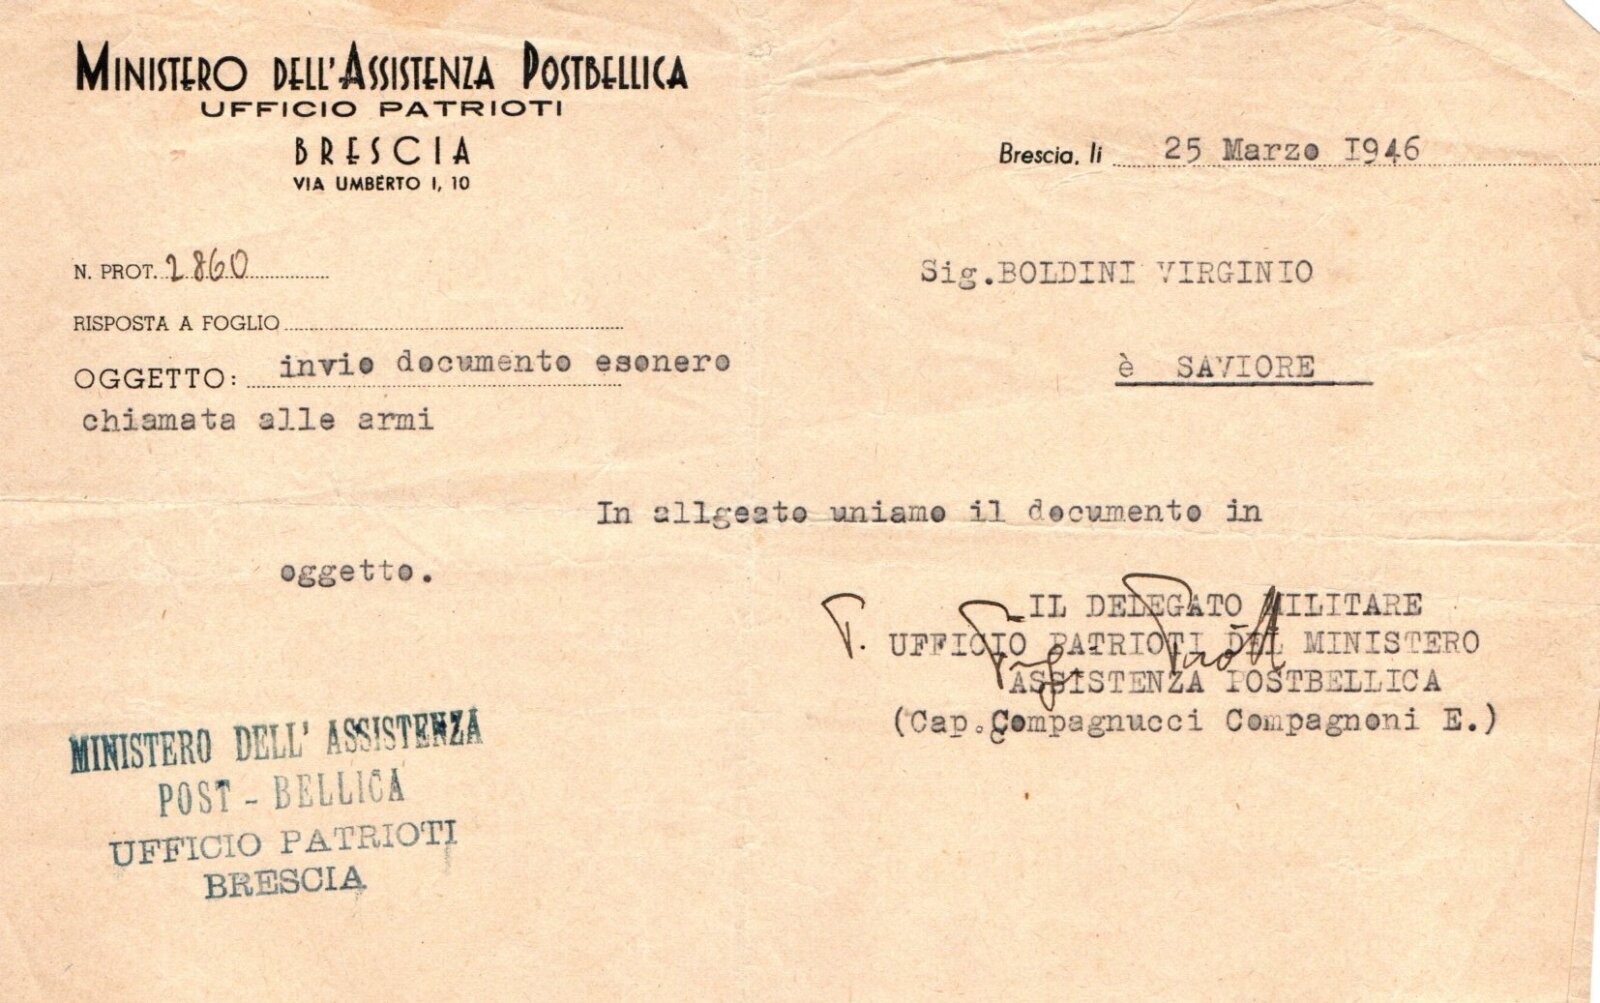 MINISTERO DELL'ASSISTENZA POSTBELLICA
UFFICIO PATRIOTI
BRESCIA
VIA UMBERTO I, 10
Brescia, li 25 Marzo I946
N. PROT. 2860
Sig.BOLDINI VIRGINIO
RISPOSTA A FOGLIO
è SAVIORE
OGGETTO: invio documento esonero
chiamata alle armi
In allgeato uniamo il documento in
oggetto.
IL DELEGATO MILITARE
P. UFFICIO PATRIOTI DEL MINISTERO
ASSISTENZA POSTBELLICA
(Cap.Compagnucci Compagnoni E.)
MINISTERO DELL' ASSISTENZA
POST - BELLICA
UFFICIO PATRIOTI
BRESCIA